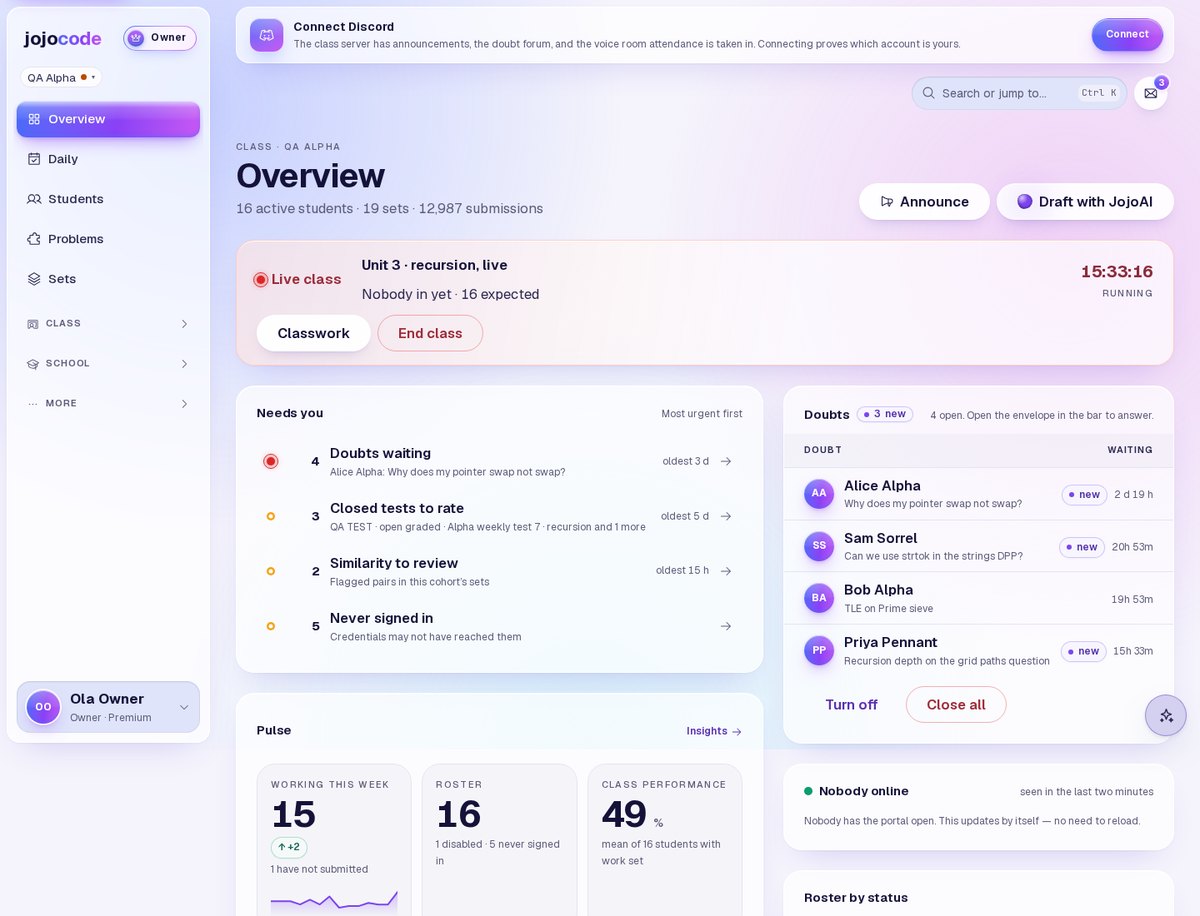 jojocode
Owner
QA Alpha
Overview
Daily
Students
Problems
Sets
CLASS
SCHOOL
MORE
OO
Ola Owner
Owner · Premium
Connect Discord
The class server has announcements, the doubt forum, and the voice room attendance is taken in. Connecting proves which account is yours.
Connect
Search or jump to...
Ctrl K
3
CLASS · QA ALPHA
Overview
16 active students · 19 sets · 12,987 submissions
Announce
Draft with JojoAI
Live class
Unit 3 · recursion, live
Nobody in yet · 16 expected
15:33:16
RUNNING
Classwork
End class
Needs you
Most urgent first
4 Doubts waiting
Alice Alpha: Why does my pointer swap not swap?
oldest 3 d
3 Closed tests to rate
QA TEST · open graded · Alpha weekly test 7 · recursion and 1 more
oldest 5 d
2 Similarity to review
Flagged pairs in this cohort's sets
oldest 15 h
5 Never signed in
Credentials may not have reached them
Doubts
3 new
4 open. Open the envelope in the bar to answer.
DOUBT
WAITING
AA
Alice Alpha
Why does my pointer swap not swap?
new
2 d 19 h
SS
Sam Sorrel
Can we use strtok in the strings DPP?
new
20h 53m
BA
Bob Alpha
TLE on Prime sieve
19h 53m
PP
Priya Pennant
Recursion depth on the grid paths question
new
15h 33m
Turn off
Close all
Pulse
Insights →
WORKING THIS WEEK
15
↑ +2
1 have not submitted
ROSTER
16
1 disabled · 5 never signed
in
CLASS PERFORMANCE
49 %
mean of 16 students with
work set
Nobody online
seen in the last two minutes
Nobody has the portal open. This updates by itself — no need to reload.
Roster by status